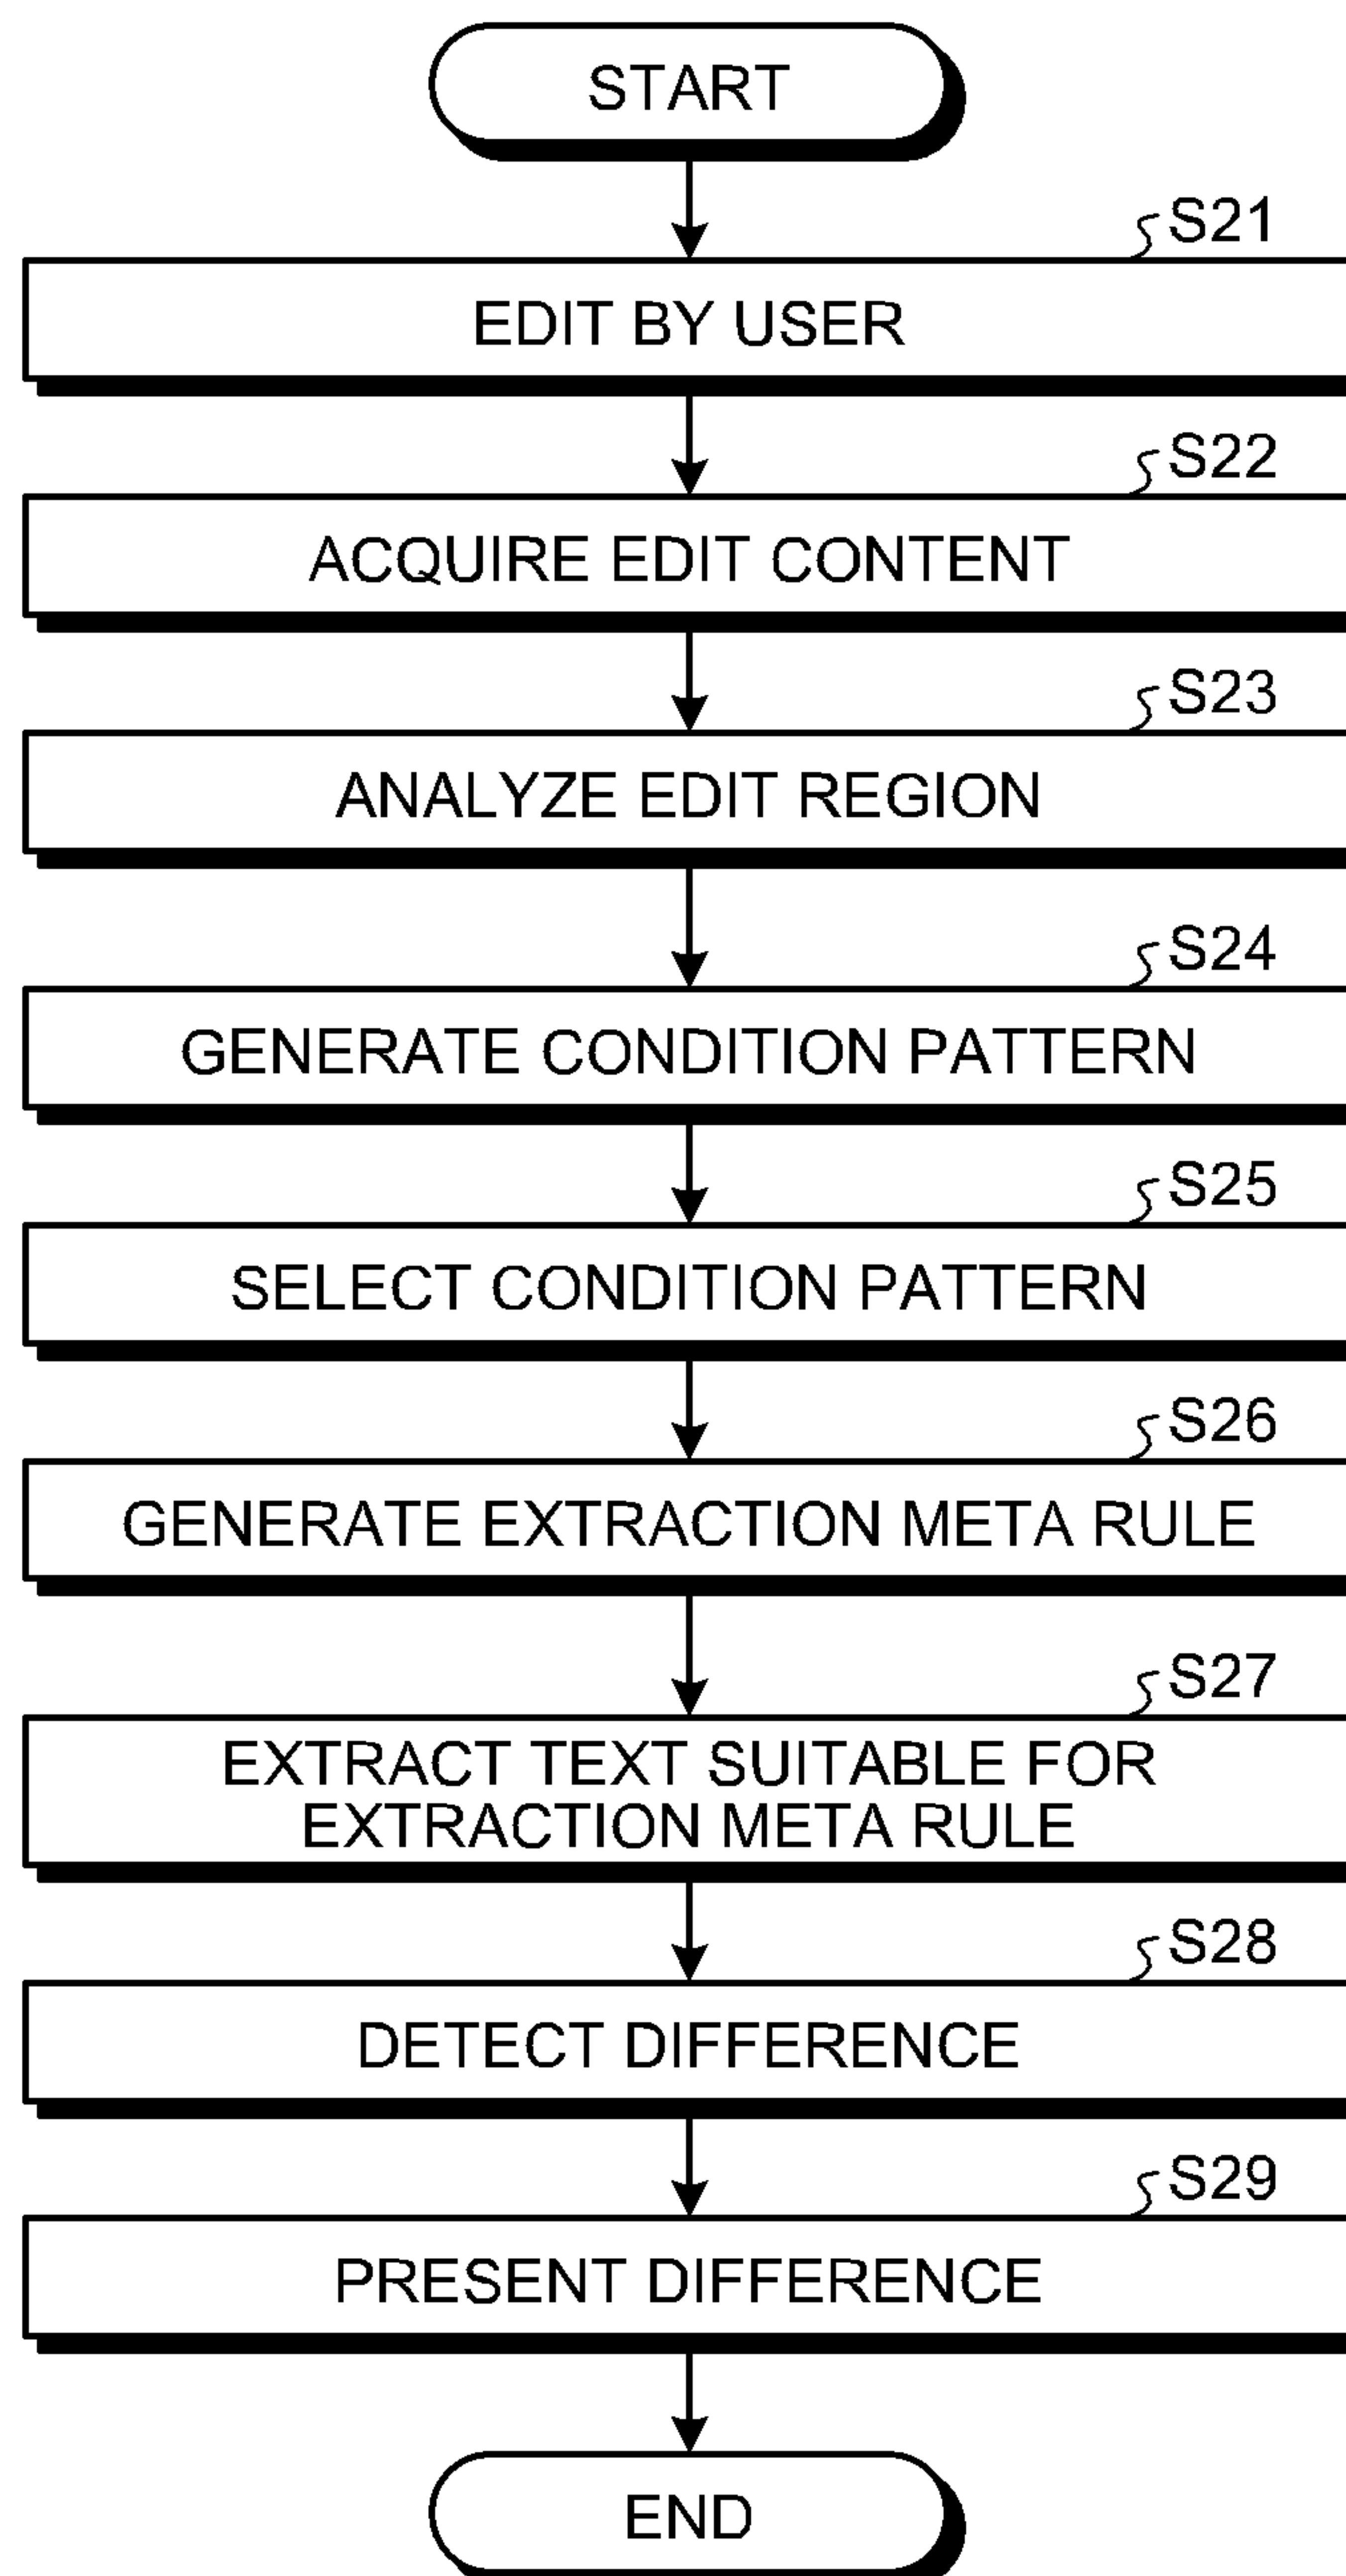 START
S21
EDIT BY USER
S22
ACQUIRE EDIT CONTENT
S23
ANALYZE EDIT REGION
S24
GENERATE CONDITION PATTERN
S25
SELECT CONDITION PATTERN
S26
GENERATE EXTRACTION META RULE
S27
EXTRACT TEXT SUITABLE FOR
EXTRACTION META RULE
S28
DETECT DIFFERENCE
S29
PRESENT DIFFERENCE
END